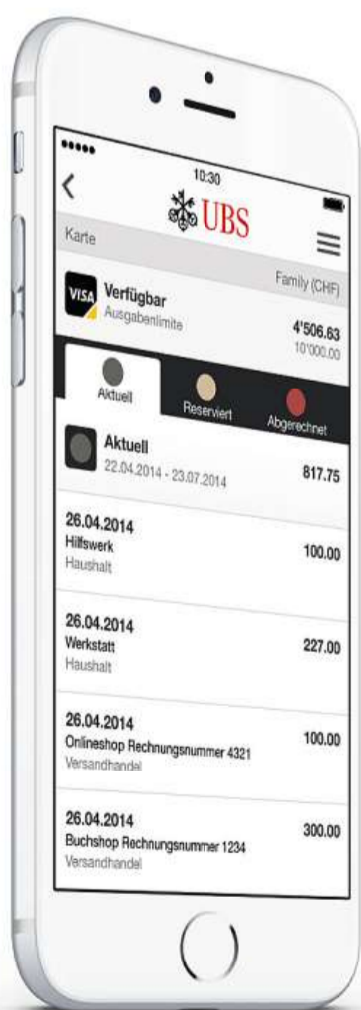 10:30
UBS
Karte Family (CHF)
VISA Verfügbar 4'506.63
Ausgabenlimite 10'000.00
Aktuell Reserviert Abgerechnet
Aktuell 817.75
22.04.2014 - 23.07.2014
26.04.2014
Hilfswerk 100.00
Haushalt
26.04.2014
Werkstatt 227.00
Haushalt
26.04.2014
Onlineshop Rechnungsnummer 4321 100.00
Versandhandel
26.04.2014
Buchshop Rechnungsnummer 1234 300.00
Versandhandel